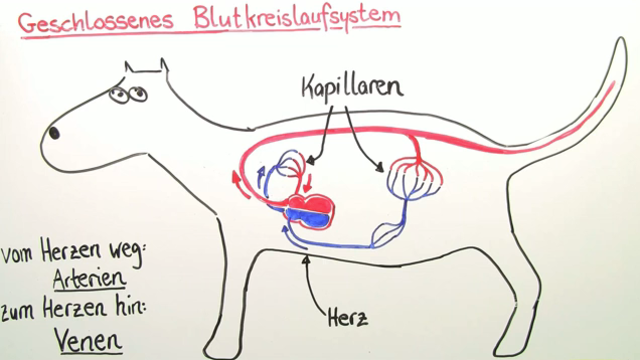 Geschlossenes Blutkreislaufsystem
Kapillaren
vom Herzen weg:
Arterien
zum Herzen hin:
Venen
Herz